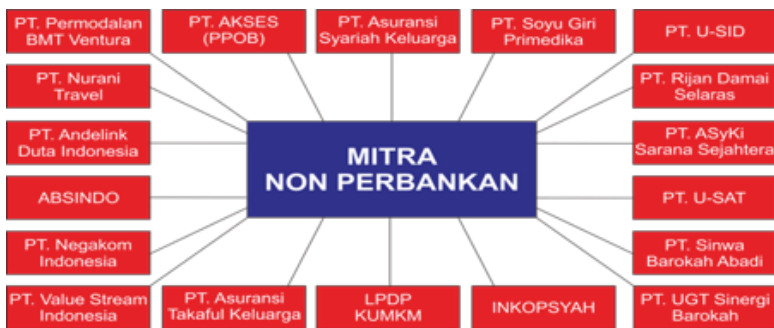 PT. Permodalan
BMT Ventura
PT. AKSES
(PPOB)
PT. Asuransi
Syariah Keluarga
PT. Soyu Giri
Primedika
PT. U-SID
PT. Nurani
Travel
PT. Rijan Damai
Selaras
PT. Andelink
Duta Indonesia
MITRA
NON PERBANKAN
PT. ASyKi
Sarana Sejahtera
ABSINDO
PT. U-SAT
PT. Negakom
Indonesia
PT. Sinwa
Barokah Abadi
PT. Value Stream
Indonesia
PT. Asuransi
Takaful Keluarga
LPDP
KUMKM
INKOPSYAH
PT. UGT Sinergi
Barokah